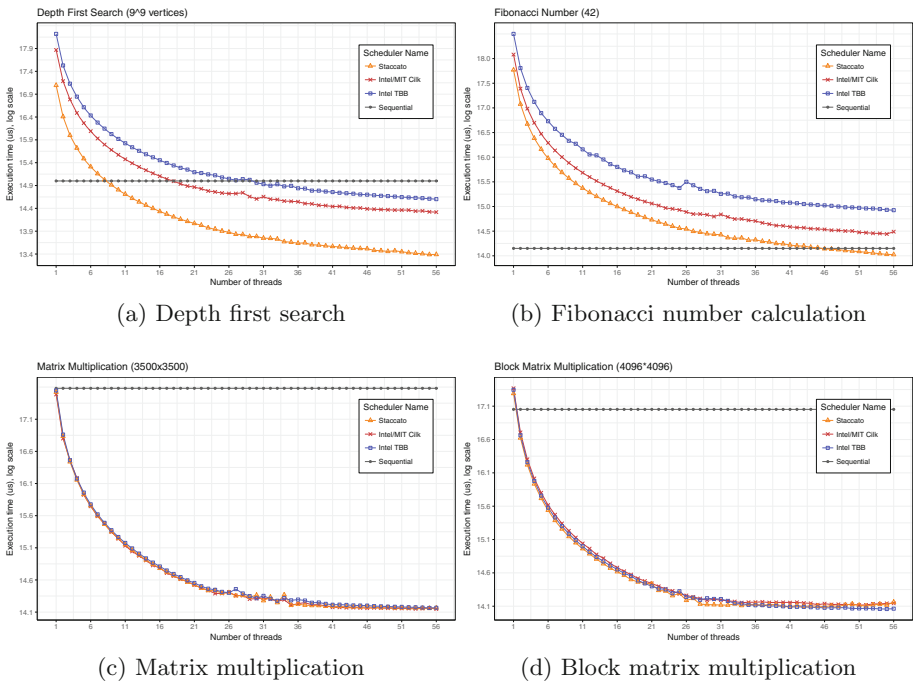 Depth First Search (9^9 vertices)
Execution time (us), log scale
17.9
17.4
16.9
16.4
15.9
15.4
14.9
14.4
13.9
13.4
Scheduler Name
Staccato
Intel/MIT Cilk
Intel TBB
Sequential
1 6 11 16 21 26 31 36 41 46 51 56
Number of threads
(a) Depth first search
Fibonacci Number (42)
Execution time (us), log scale
18.0
17.5
17.0
16.5
16.0
15.5
15.0
14.5
14.0
Scheduler Name
Staccato
Intel/MIT Cilk
Intel TBB
Sequential
1 6 11 16 21 26 31 36 41 46 51 56
Number of threads
(b) Fibonacci number calculation
Matrix Multiplication (3500x3500)
Execution time (us), log scale
17.1
16.6
16.1
15.6
15.1
14.6
14.1
Scheduler Name
Staccato
Intel/MIT Cilk
Intel TBB
Sequential
1 6 11 16 21 26 31 36 41 46 51 56
Number of threads
(c) Matrix multiplication
Block Matrix Multiplication (4096*4096)
Execution time (us), log scale
17.1
16.6
16.1
15.6
15.1
14.6
14.1
Scheduler Name
Staccato
Intel/MIT Cilk
Intel TBB
Sequential
1 6 11 16 21 26 31 36 41 46 51 56
Number of threads
(d) Block matrix multiplication